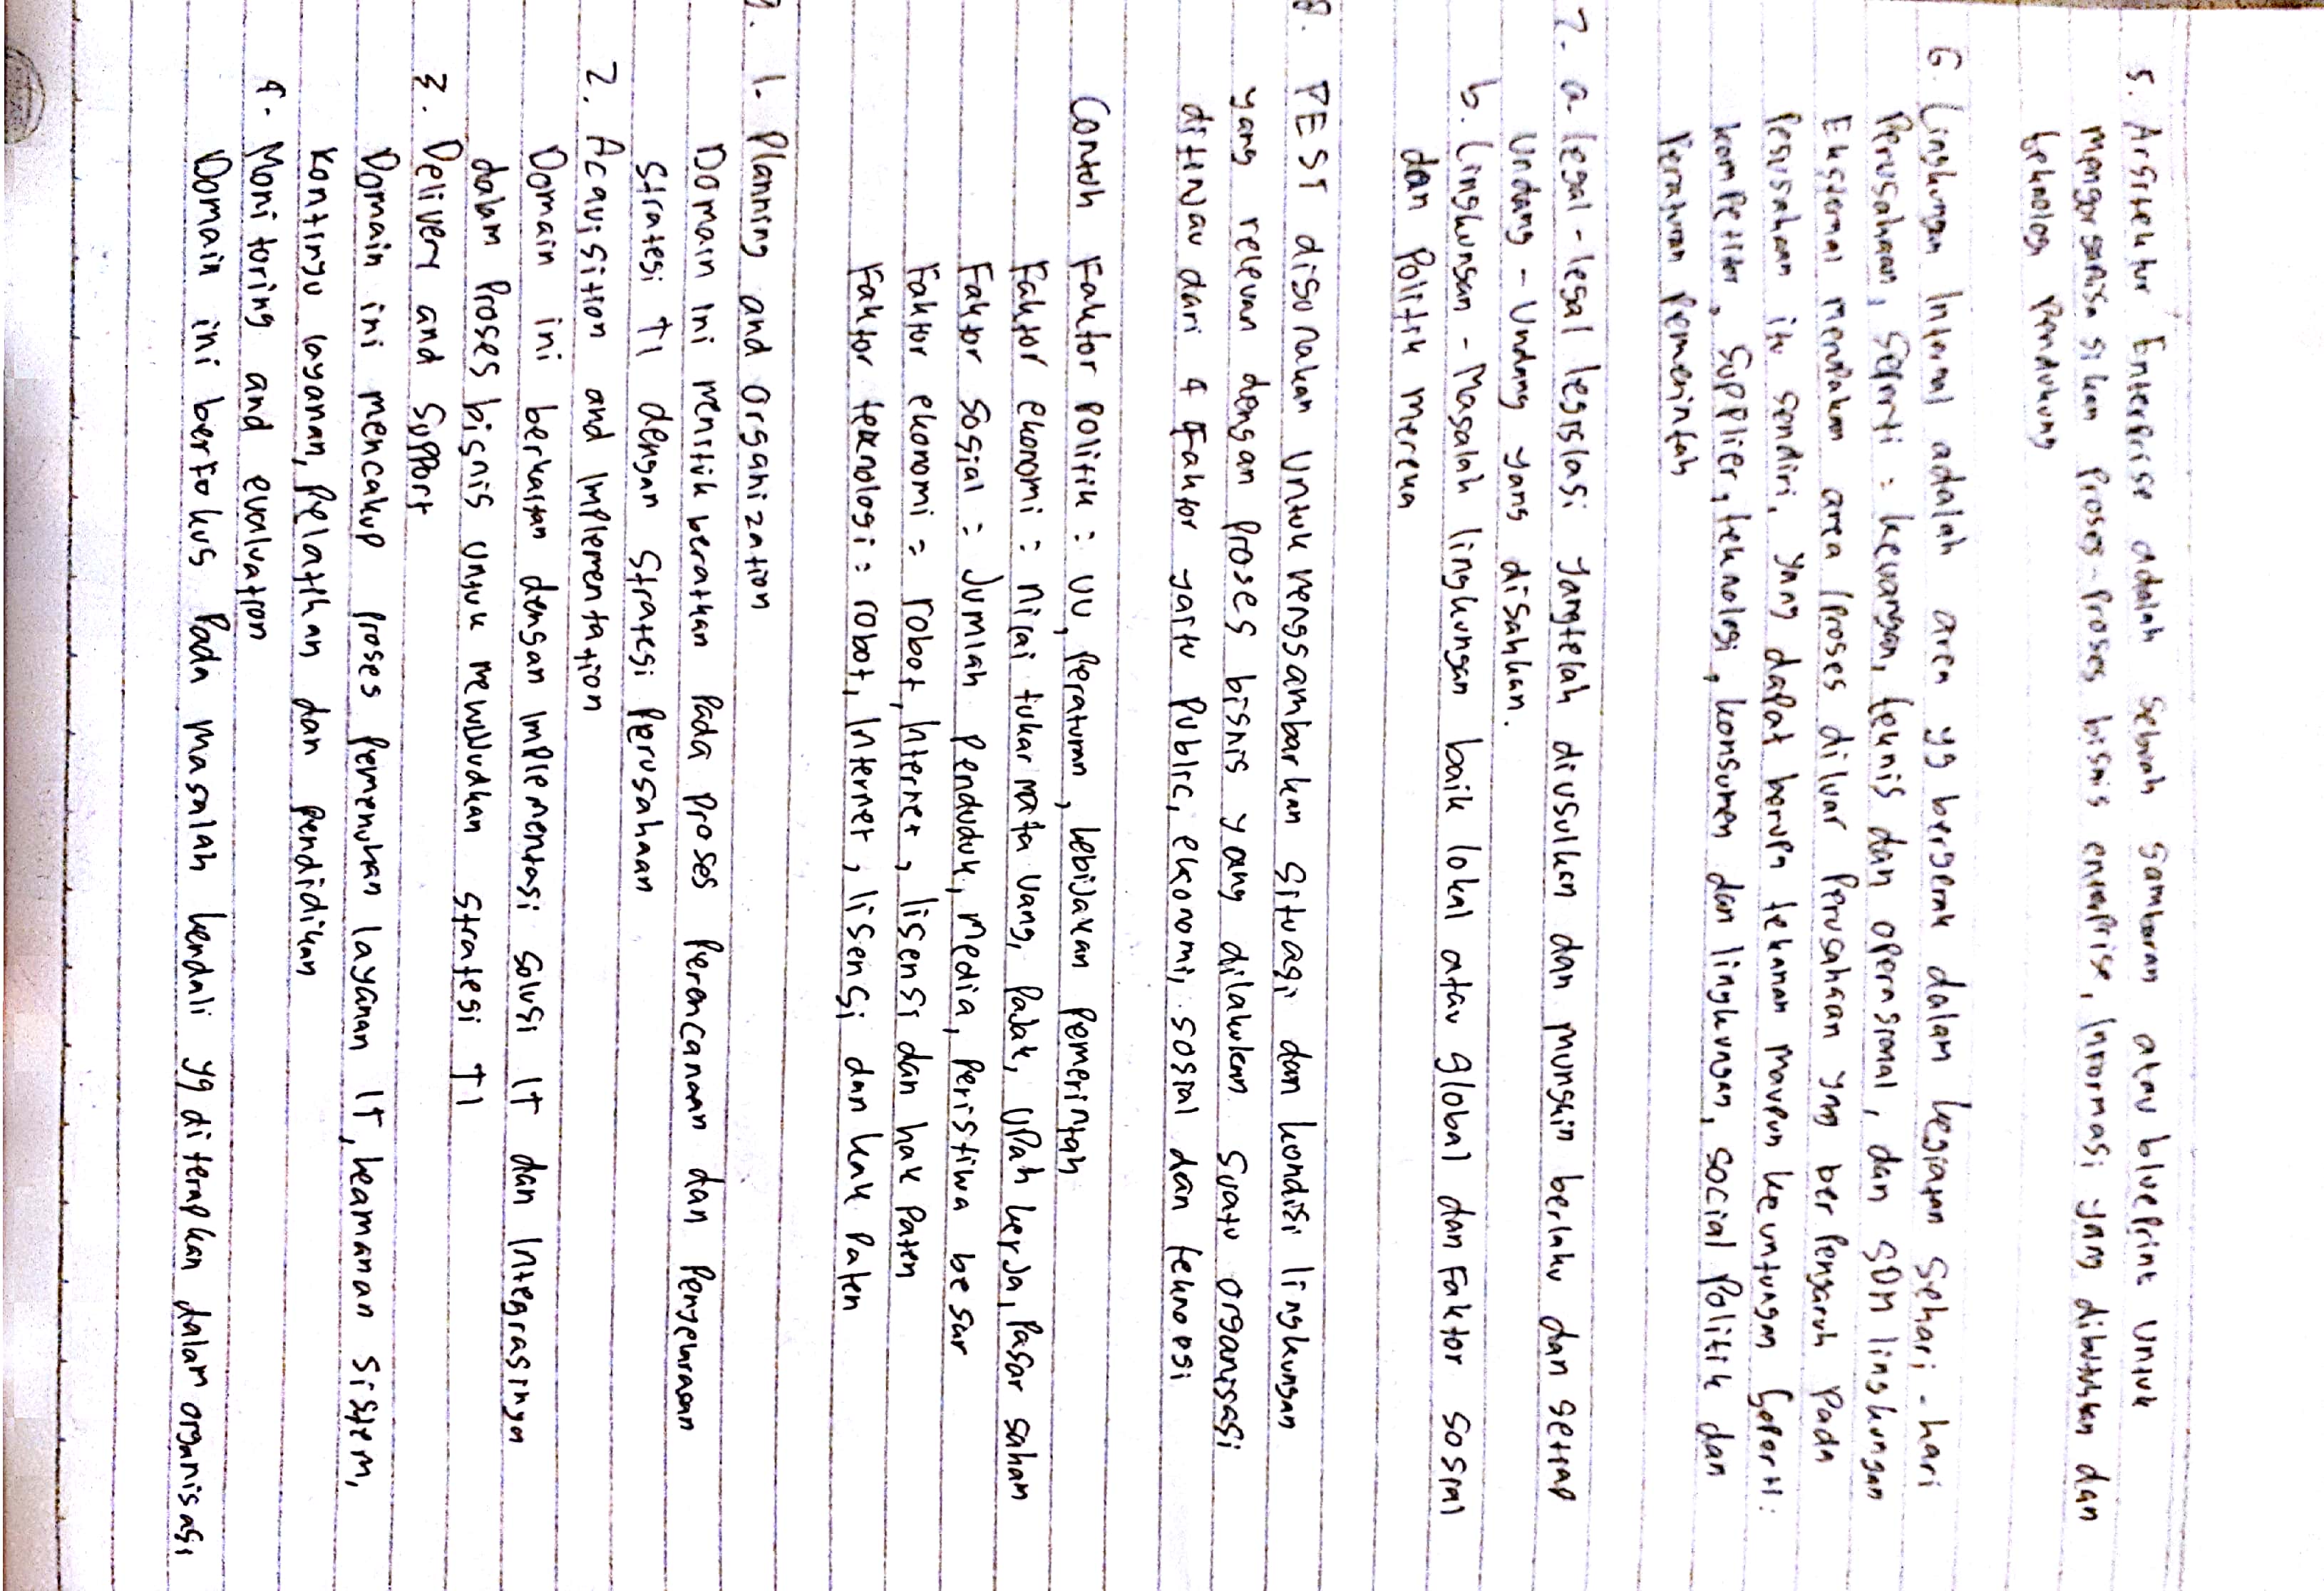 5. Arsitektur Enterprise adalah sebuah gambaran atau blueprint untuk
mengorganisasikan proses-proses bisnis enterprise, informasi yang dibutuhkan dan
teknologi pendukung
6. Lingkungan Internal adalah area yg bergerak dalam kegiatan sehari-hari
Perusahaan, seperti : keuangan, teknis dan operasional, dan SDM lingkungan
Eksternal merupakan area /proses diluar Perusahaan yang berpengaruh pada
Pesusahaan itu sendiri, yang dapat berupa tekanan maupun keuntungan seperti :
kompetitor, supplier, teknologi, konsumen dan lingkungan, social politik dan
Peraturan Pemerintah
7. a. legal - legal legislasi yangtelah diusulkan dan mungkin berlaku dan setiap
Undang - Undang yang disahkan.
b. Lingkungan - Masalah lingkungan baik lokal atau global dan Faktor sosial
dan Politik mereka
8. PEST digunakan untuk menggambarkan situasi dan kondisi lingkungan
yang relevan dengan proses bisnis yang dilakukan suatu organisasi
ditinjau dari 4 Faktor yaitu Public, ekonomi, sosial dan teknoogi
Contoh Faktor politik : UU, Peraturan, kebijakan pemerintah
Faktor ekonomi : nilai tukar mata uang, pajak, upah kerja, pasar saham
Faktor sosial : Jumlah penduduk, media, peristiwa besar
Faktor ekonomi = robot, Internet, lisensi dan hak paten
Faktor teknologi : robot, Internet, lisensi dan kak paten
9. 1. Planning and organization
Domain ini menitik beratkan pada proses perencanaan dan penyelarasan
strategi TI dengan strategi perusahaan
2. Acquisition and Implementation
Domain ini berkaitan dengan implementasi solusi IT dan integrasinya
dalam proses bisnis untuk mewujudkan strategi TI
3. Delivery and Support
Domain ini mencakup proses pemenuhan layanan IT, keamanan sistem,
kontinyu layanan, pelatihan dan pendidikan
4. Monitoring and evaluation
Domain ini berfokus pada masalah kendali yg diterapkan dalam organisasi